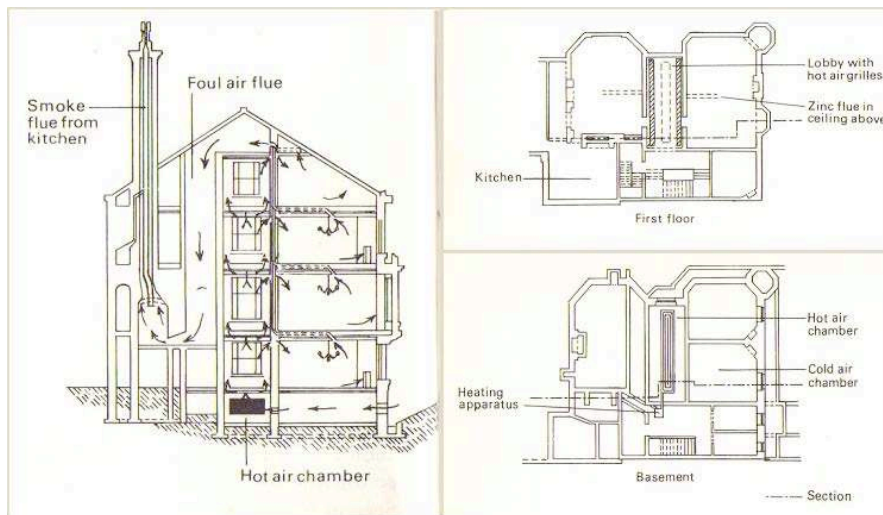 Foul air flue
Smoke
flue from
kitchen
Hot air chamber
Lobby with
hot air grilles
Zinc flue in
ceiling above
Kitchen
First floor
Hot air
chamber
Cold air
chamber
Heating
apparatus
Basement
Section